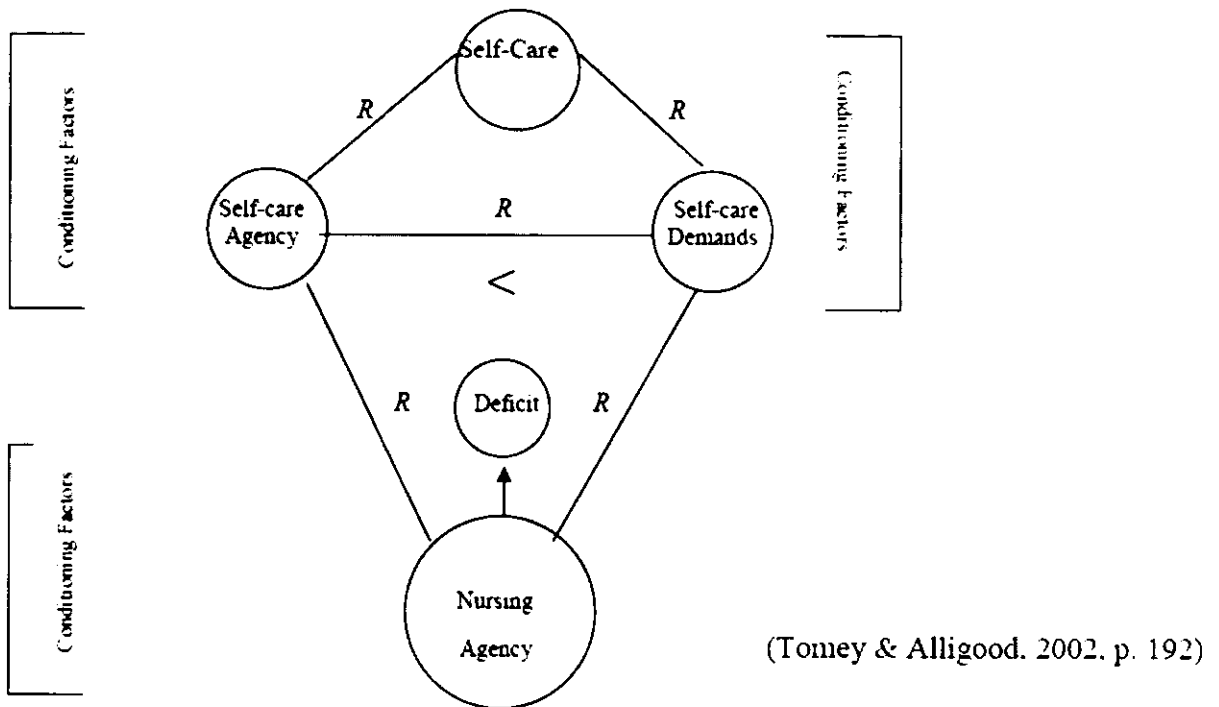 Self-Care
Conditioning Factors
Conditioning Factors
R
R
Self-care
Agency
R
Self-care
Demands
<
R
Deficit
R
Conditioning Factors
Nursing
Agency
(Tomey & Alligood. 2002, p. 192)